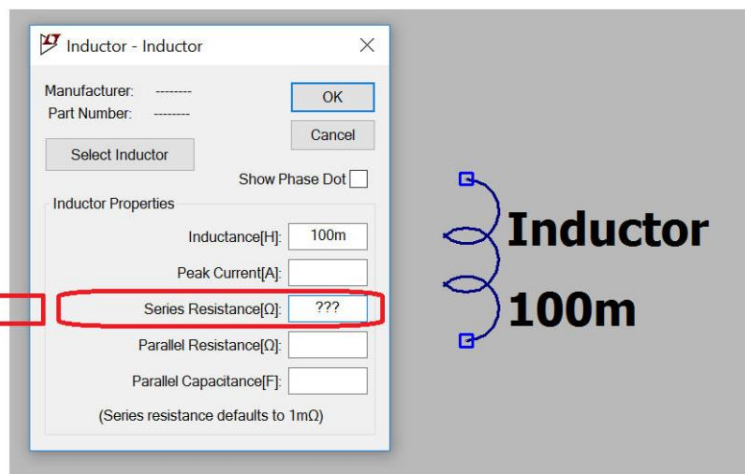 Inductor - Inductor
Manufacturer: --------
Part Number: --------
OK
Cancel
Select Inductor
Show Phase Dot
Inductor Properties
Inductance[H]: 100m
Peak Current[A]:
Series Resistance[Ω]: ???
Parallel Resistance[Ω]:
Parallel Capacitance[F]:
(Series resistance defaults to 1mΩ)
Inductor
100m